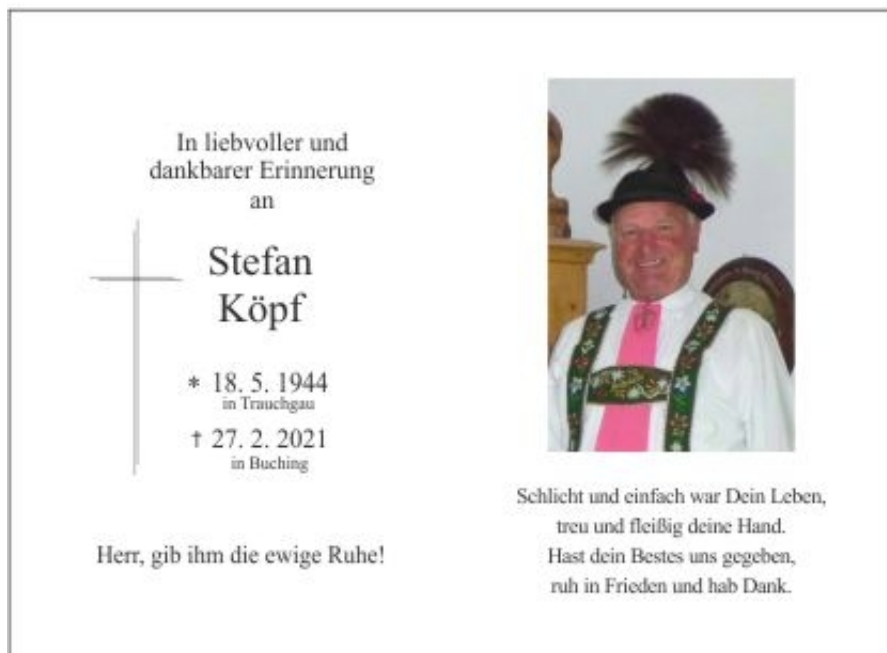 In liebvoller und
dankbarer Erinnerung
an
Stefan
Köpf
* 18. 5. 1944
in Trauchgau
† 27. 2. 2021
in Buching
Herr, gib ihm die ewige Ruhe!
Schlicht und einfach war Dein Leben,
treu und fleißig deine Hand.
Hast dein Bestes uns gegeben,
ruh in Frieden und hab Dank.